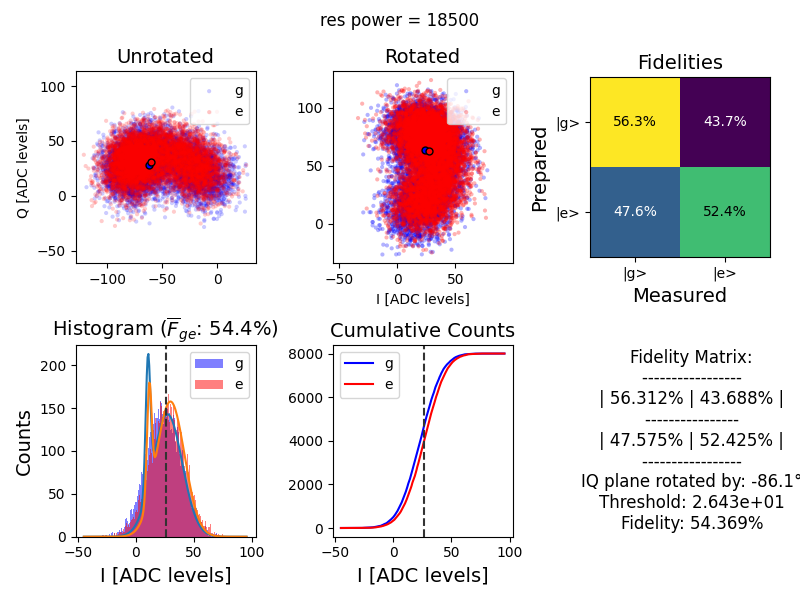 res power = 18500
Unrotated
Rotated
Fidelities
g
e
g
e
100
50
0
−50
Q [ADC levels]
−100
−50
0
100
50
0
−50
0
50
I [ADC levels]
56.3%
43.7%
47.6%
52.4%
|g>
|e>
Prepared
|g>
|e>
Measured
Histogram (F̅ge: 54.4%)
Cumulative Counts
g
e
g
e
200
150
100
50
0
Counts
−50
0
50
100
I [ADC levels]
8000
6000
4000
2000
0
−50
0
50
100
I [ADC levels]
Fidelity Matrix:
-----------------
| 56.312% | 43.688% |
----------------
| 47.575% | 52.425% |
-----------------
IQ plane rotated by: -86.1°
Threshold: 2.643e+01
Fidelity: 54.369%